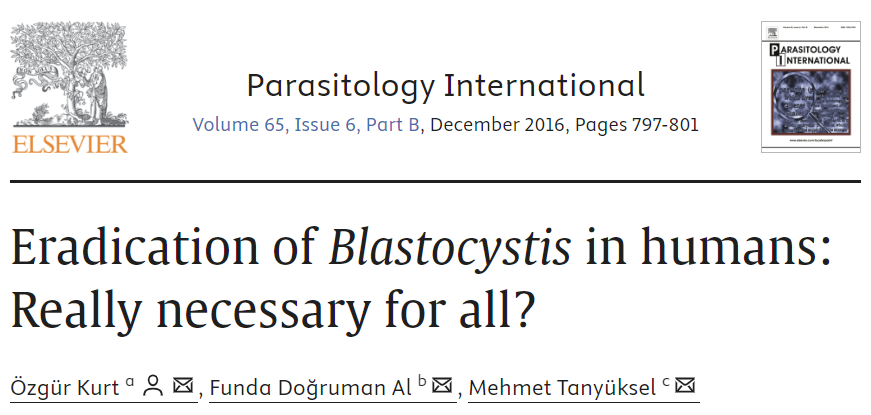 Parasitology International
Volume 65, Issue 6, Part B, December 2016, Pages 797-801
ELSEVIER
PARASITOLOGY
INTERNATIONAL
Eradication of Blastocystis in humans:
Really necessary for all?
Özgür Kurt a, Funda Doğruman Al b, Mehmet Tanyüksel c